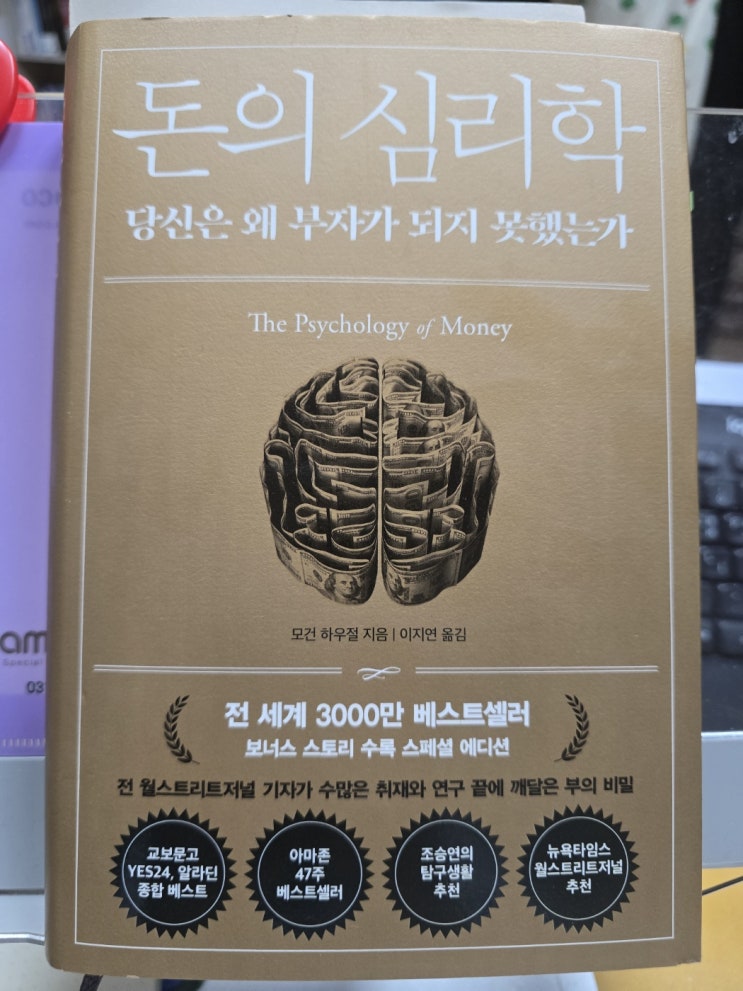 돈의 심리학
당신은 왜 부자가 되지 못했는가
The Psychology of Money
모건 하우절 지음 | 이지연 옮김
전 세계 3000만 베스트셀러
보너스 스토리 수록 스페셜 에디션
전 월스트리트저널 기자가 수많은 취재와 연구 끝에 깨달은 부의 비밀
교보문고
YES24, 알라딘
종합 베스트
아마존
47주
베스트셀러
조승연의
탐구생활
추천
뉴욕타임스
월스트리트저널
추천
am
Special
031